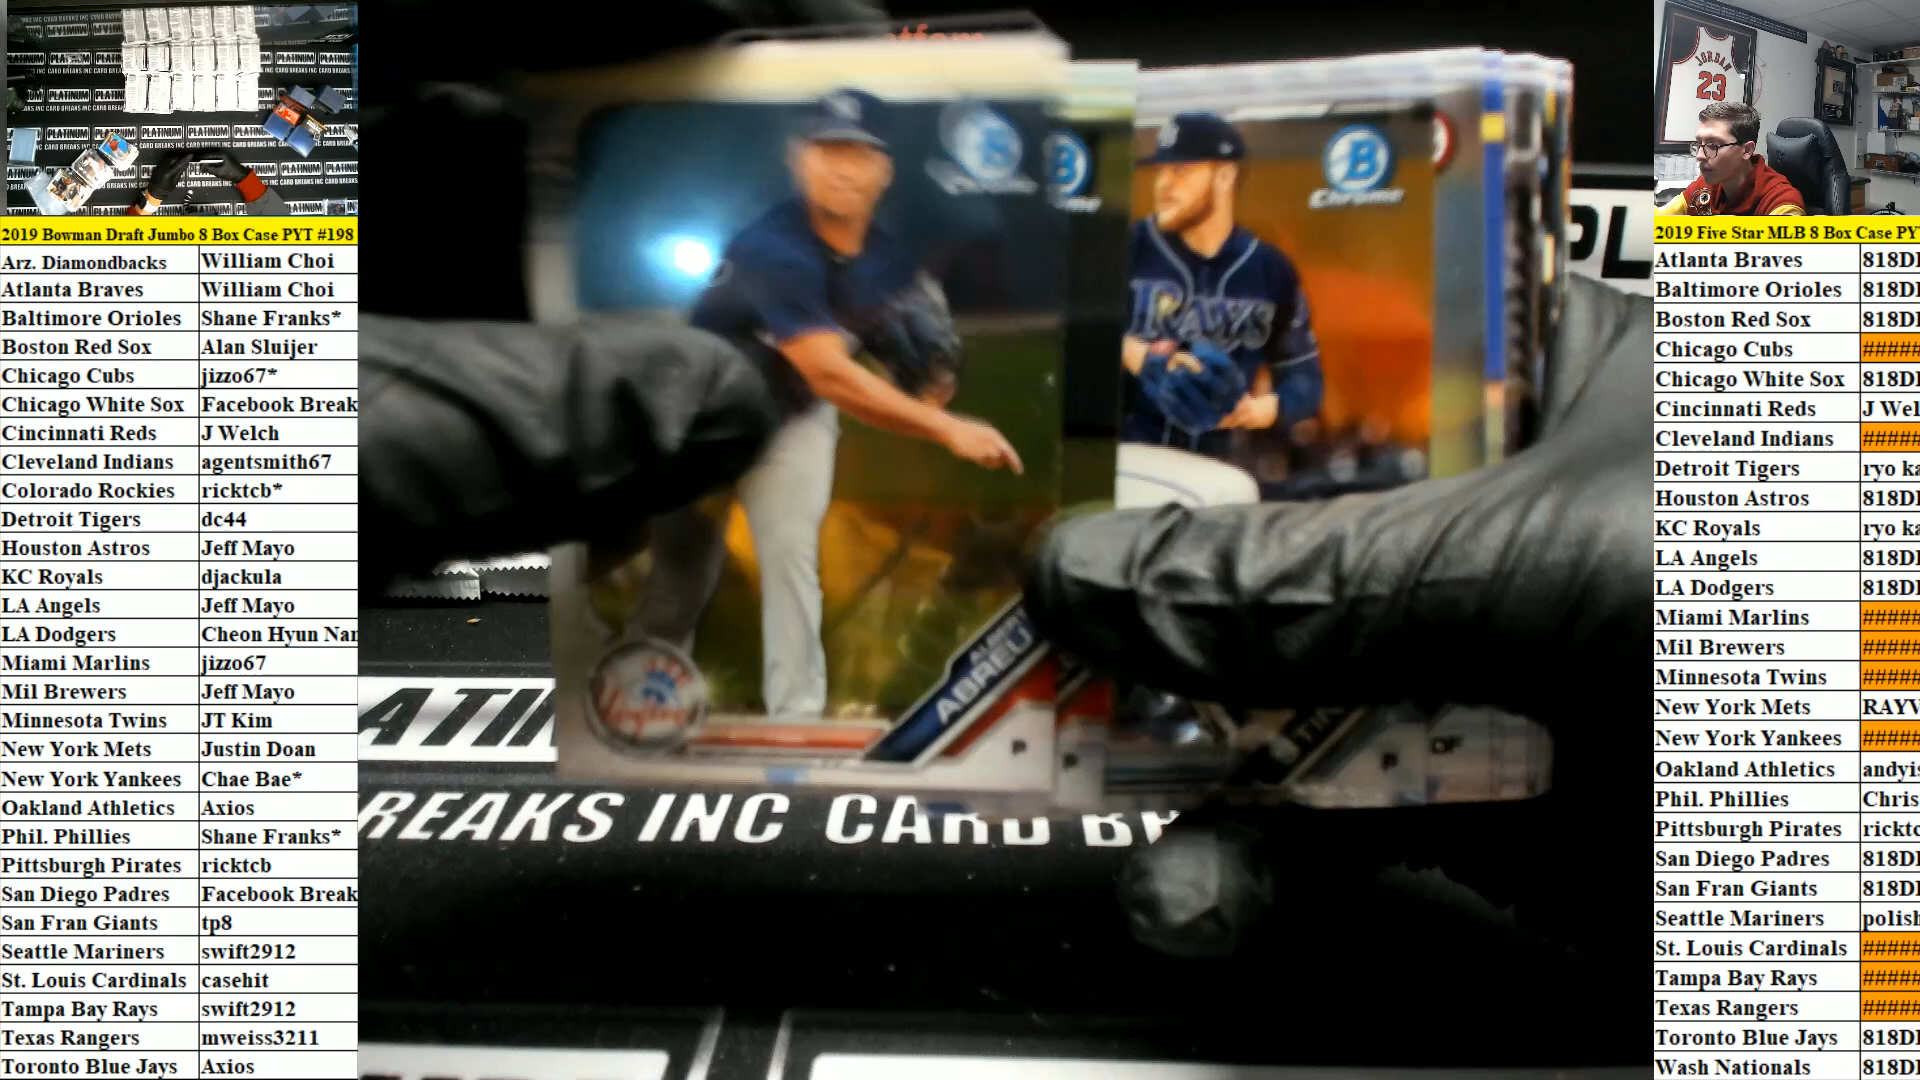 2019 Bowman Draft Jumbo 8 Box Case PYT #198
Arz. Diamondbacks William Choi
Atlanta Braves William Choi
Baltimore Orioles Shane Franks*
Boston Red Sox Alan Sluijer
Chicago Cubs jizzo67*
Chicago White Sox Facebook Break
Cincinnati Reds J Welch
Cleveland Indians agentsmith67
Colorado Rockies ricktcb*
Detroit Tigers dc44
Houston Astros Jeff Mayo
KC Royals djackula
LA Angels Jeff Mayo
LA Dodgers Cheon Hyun Nam
Miami Marlins jizzo67
Mil Brewers Jeff Mayo
Minnesota Twins JT Kim
New York Mets Justin Doan
New York Yankees Chae Bae*
Oakland Athletics Axios
Phil. Phillies Shane Franks*
Pittsburgh Pirates ricktcb
San Diego Padres Facebook Break
San Fran Giants tp8
Seattle Mariners swift2912
St. Louis Cardinals casehit
Tampa Bay Rays swift2912
Texas Rangers mweiss3211
Toronto Blue Jays Axios
B
Chrome
RAYS
ABREU
P
P
OF
PL
BREAKS INC CARD
JORDAN
23
2019 Five Star MLB 8 Box Case PY
Atlanta Braves 818D
Baltimore Orioles 818D
Boston Red Sox 818D
Chicago Cubs #####
Chicago White Sox 818D
Cincinnati Reds J Wel
Cleveland Indians #####
Detroit Tigers ryo ka
Houston Astros 818D
KC Royals ryo ka
LA Angels 818D
LA Dodgers 818D
Miami Marlins #####
Mil Brewers #####
Minnesota Twins #####
New York Mets RAYV
New York Yankees #####
Oakland Athletics andyis
Phil. Phillies Chris
Pittsburgh Pirates ricktc
San Diego Padres 818D
San Fran Giants 818D
Seattle Mariners polish
St. Louis Cardinals #####
Tampa Bay Rays #####
Texas Rangers #####
Toronto Blue Jays 818D
Wash Nationals 818D